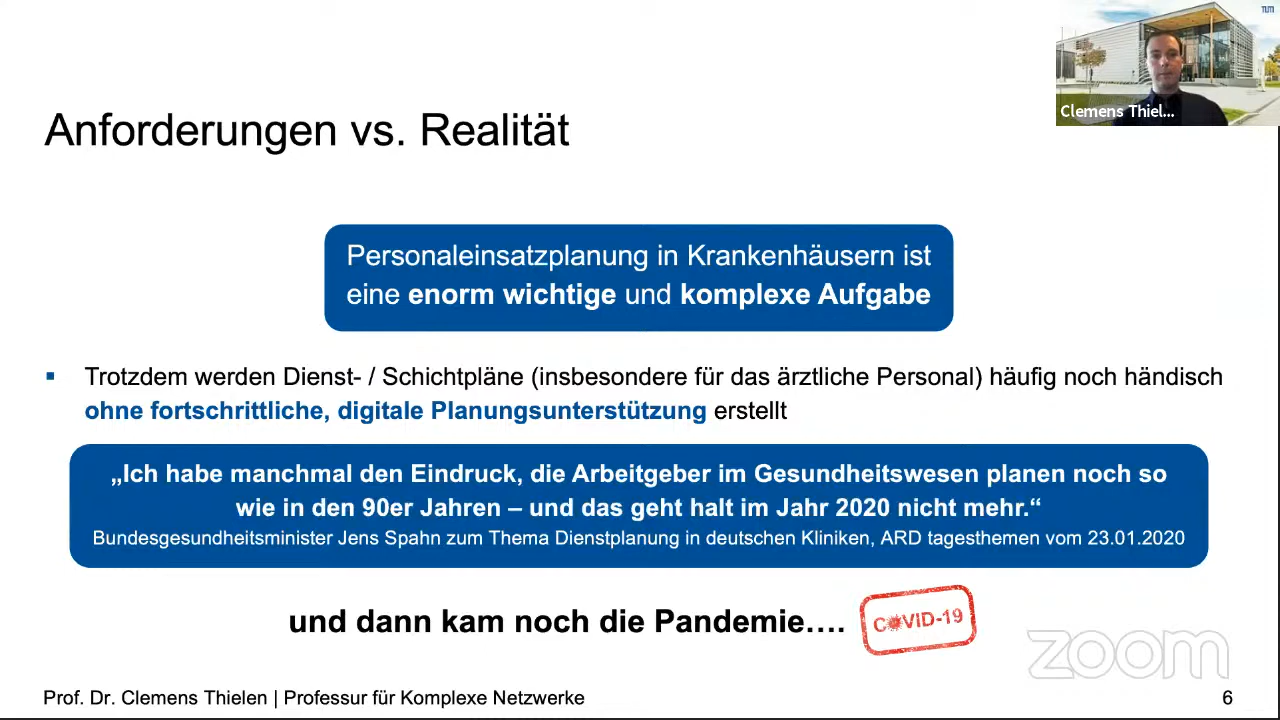 TUM
Clemens Thiel...
Anforderungen vs. Realität
Personaleinsatzplanung in Krankenhäusern ist
eine enorm wichtige und komplexe Aufgabe
▪ Trotzdem werden Dienst- / Schichtpläne (insbesondere für das ärztliche Personal) häufig noch händisch
ohne fortschrittliche, digitale Planungsunterstützung erstellt
„Ich habe manchmal den Eindruck, die Arbeitgeber im Gesundheitswesen planen noch so
wie in den 90er Jahren – und das geht halt im Jahr 2020 nicht mehr.“
Bundesgesundheitsminister Jens Spahn zum Thema Dienstplanung in deutschen Kliniken, ARD tagesthemen vom 23.01.2020
und dann kam noch die Pandemie….
COVID-19
zoom
Prof. Dr. Clemens Thielen | Professur für Komplexe Netzwerke
6